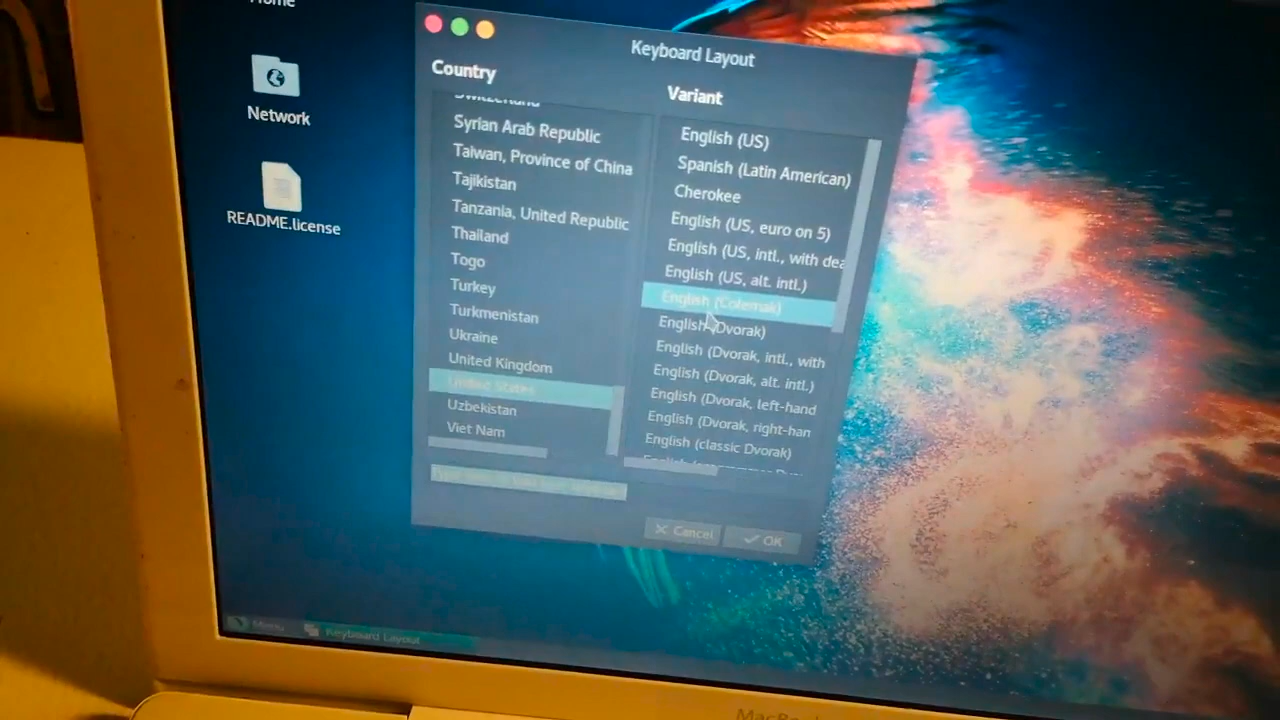 Home
Network
README.license
Keyboard Layout
Country
Switzerland
Syrian Arab Republic
Taiwan, Province of China
Tajikistan
Tanzania, United Republic
Thailand
Togo
Turkey
Turkmenistan
Ukraine
United Kingdom
United States
Uzbekistan
Viet Nam
Variant
English (US)
Spanish (Latin American)
Cherokee
English (US, euro on 5)
English (US, intl., with dea
English (US, alt. intl.)
English (Colemak)
English (Dvorak)
English (Dvorak, intl., with
English (Dvorak, alt. intl.)
English (Dvorak, left-hand
English (Dvorak, right-han
English (classic Dvorak)
Cancel
OK
Menu
Keyboard Layout
MacBook